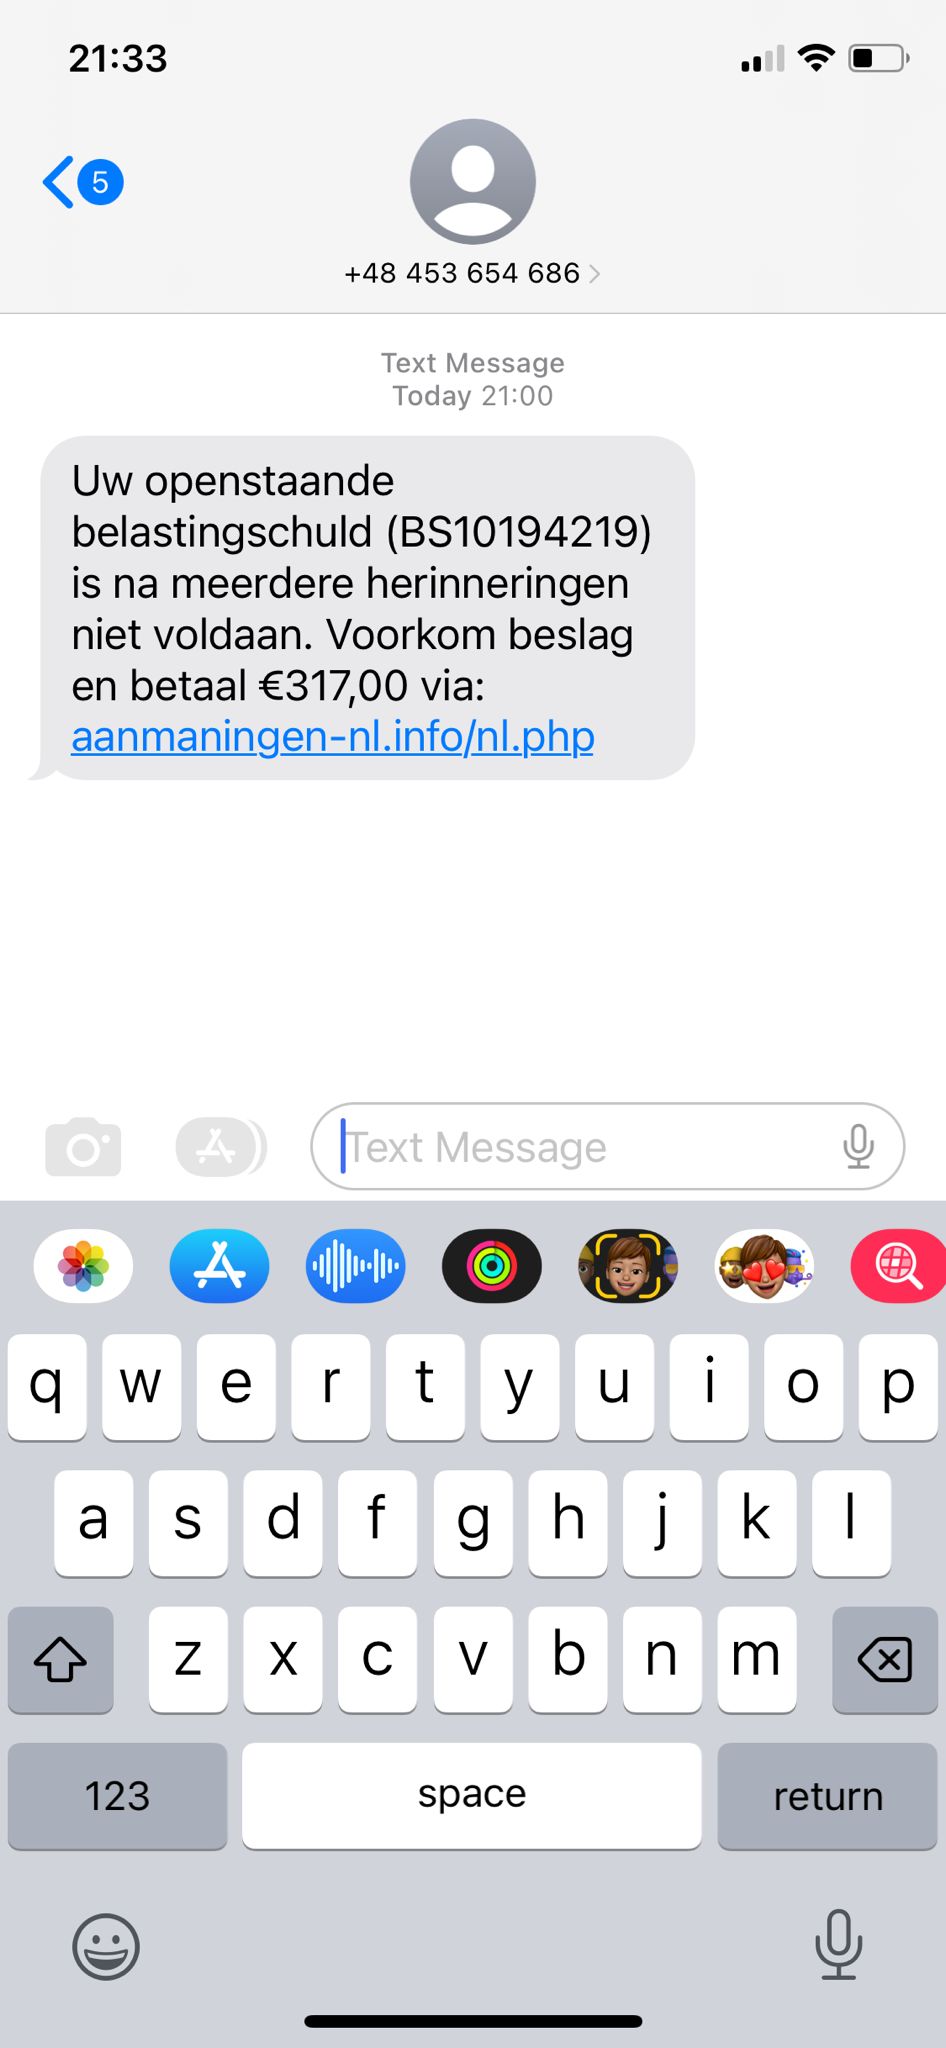 21:33
5
+48 453 654 686
Text Message
Today 21:00
Uw openstaande
belastingschuld (BS10194219)
is na meerdere herinneringen
niet voldaan. Voorkom beslag
en betaal €317,00 via:
aanmaningen-nl.info/nl.php
Text Message
q w e r t y u i o p
a s d f g h j k l
z x c v b n m
123 space return